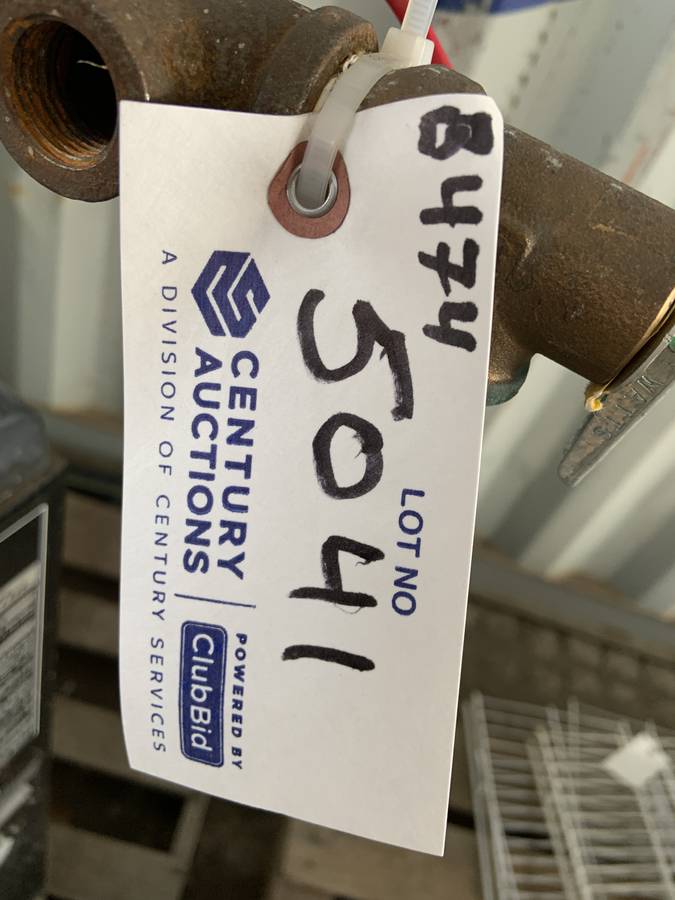 8474
LOT NO
5041
CENTURY
AUCTIONS
POWERED BY
ClubBid
A DIVISION OF CENTURY SERVICES